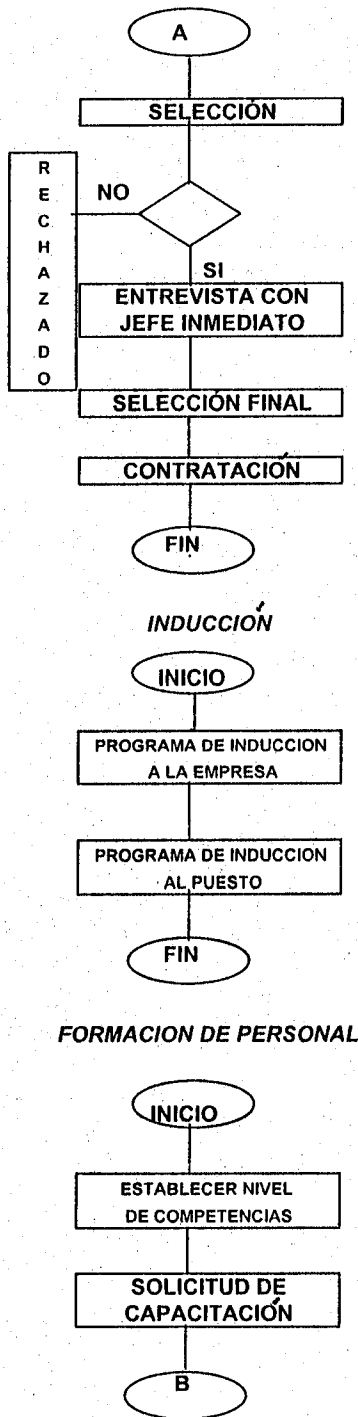 A
SELECCIÓN
RECHAZADO
NO
SI
ENTREVISTA CON
JEFE INMEDIATO
SELECCIÓN FINAL
CONTRATACIÓN
FIN
INDUCCIÓN
INICIO
PROGRAMA DE INDUCCION
A LA EMPRESA
PROGRAMA DE INDUCCION
AL PUESTO
FIN
FORMACION DE PERSONAL
INICIO
ESTABLECER NIVEL
DE COMPETENCIAS
SOLICITUD DE
CAPACITACIÓN
B